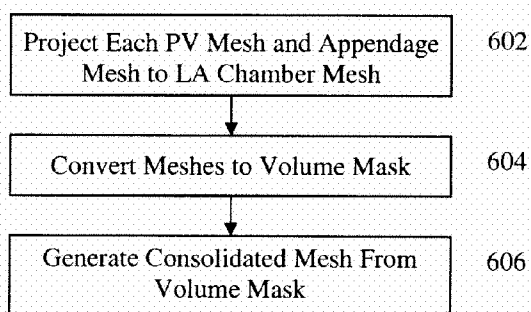 Project Each PV Mesh and Appendage
Mesh to LA Chamber Mesh
602
Convert Meshes to Volume Mask
604
Generate Consolidated Mesh From
Volume Mask
606